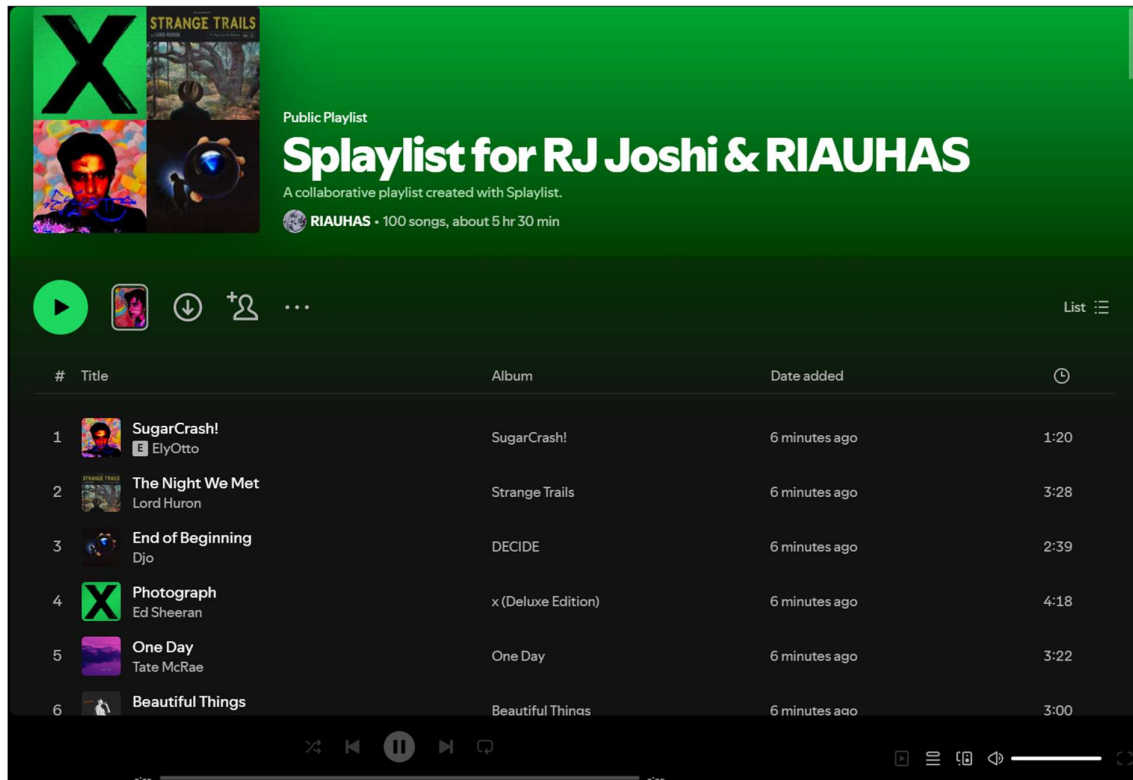 STRANGE TRAILS
Public Playlist
Splaylist for RJ Joshi & RIAUHAS
A collaborative playlist created with Splaylist.
RIAUHAS • 100 songs, about 5 hr 30 min
List
# Title Album Date added
1 SugarCrash! SugarCrash! 6 minutes ago 1:20
E ElyOtto
2 The Night We Met Strange Trails 6 minutes ago 3:28
Lord Huron
3 End of Beginning DECIDE 6 minutes ago 2:39
Djo
4 Photograph x (Deluxe Edition) 6 minutes ago 4:18
Ed Sheeran
5 One Day One Day 6 minutes ago 3:22
Tate McRae
6 Beautiful Things Beautiful Things 6 minutes ago 3:00